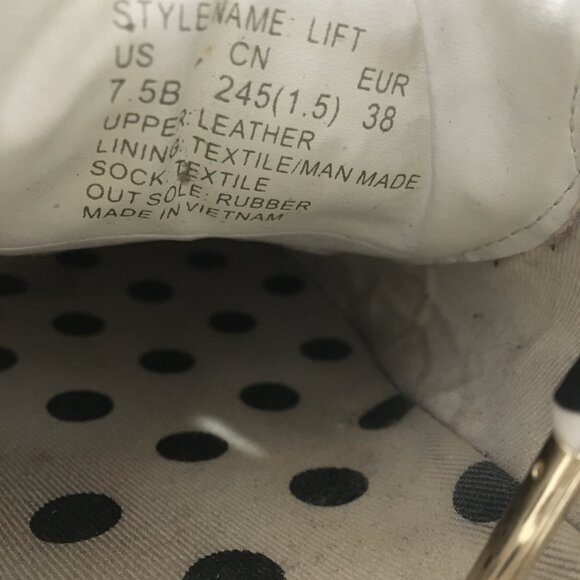 STYLE NAME: LIFT
US CN EUR
7.5B 245(1.5) 38
UPPER: LEATHER
LINING: TEXTILE/MAN MADE
SOCK: TEXTILE
OUT SOLE: RUBBER
MADE IN VIETNAM